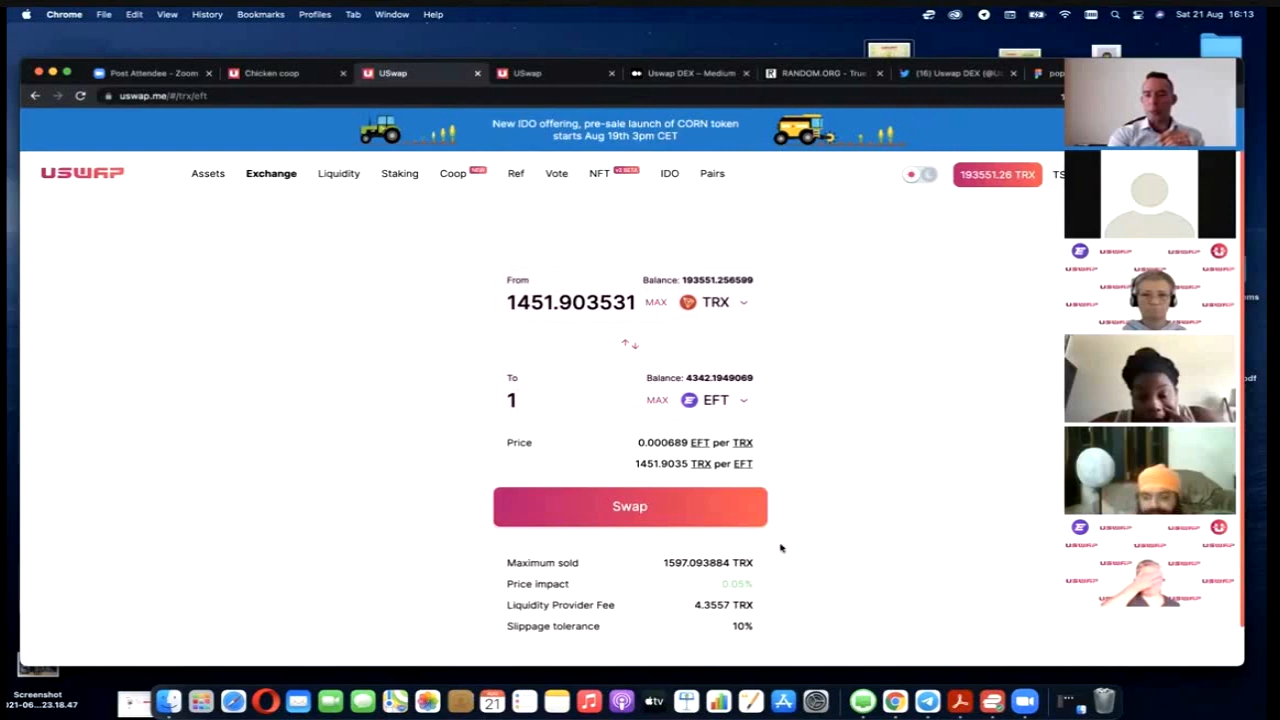 Chrome File Edit View History Bookmarks Profiles Tab Window Help Sat 21 Aug 16:13
Post Attendee - Zoom Chicken coop USwap USwap Uswap DEX – Medium RANDOM.ORG - True (16) Uswap DEX (@U
uswap.me/#/trx/eft
New IDO offering, pre-sale launch of CORN token
starts Aug 19th 3pm CET
USWAP Assets Exchange Liquidity Staking Coop NEW Ref Vote NFT V2 BETA IDO Pairs 193551.26 TRX TS
From Balance: 193551.256599
1451.903531 MAX TRX
To Balance: 4342.1949069
1 MAX EFT
Price 0.000689 EFT per TRX
1451.9035 TRX per EFT
Swap
Maximum sold 1597.093884 TRX
Price impact 0.05%
Liquidity Provider Fee 4.3557 TRX
Slippage tolerance 10%
Screenshot
21
tv